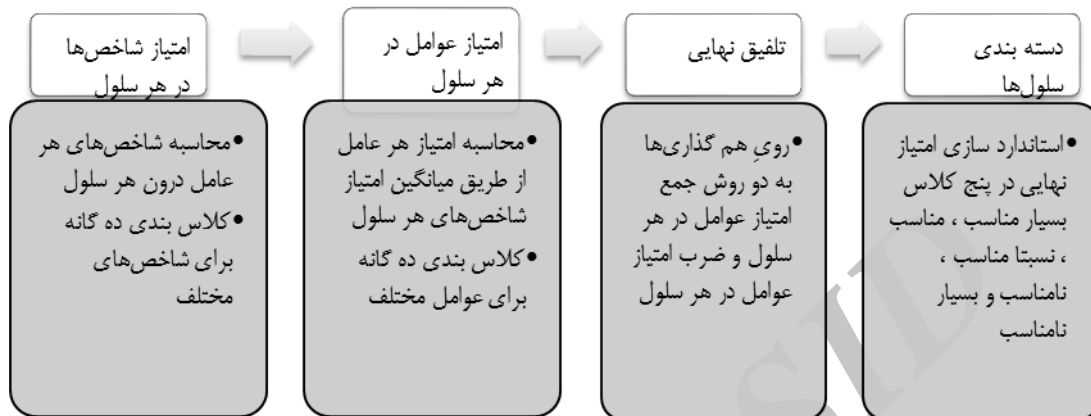 امتیاز شاخص‌ها
در هر سلول
•محاسبه شاخص‌های هر
عامل درون هر سلول
•کلاس بندی ده گانه
برای شاخص‌های
مختلف
امتیاز عوامل در
هر سلول
•محاسبه امتیاز هر عامل
از طریق میانگین امتیاز
شاخص‌های هر سلول
•کلاس بندی ده گانه
برای عوامل مختلف
تلفیق نهایی
•رویِ هم گذاری‌ها
به دو روش جمع
امتیاز عوامل در هر
سلول و ضرب امتیاز
عوامل در هر سلول
دسته بندی
سلول‌ها
•استاندارد سازی امتیاز
نهایی در پنج کلاس
بسیار مناسب ، مناسب
، نسبتا مناسب ،
نامناسب و بسیار
نامناسب
SID